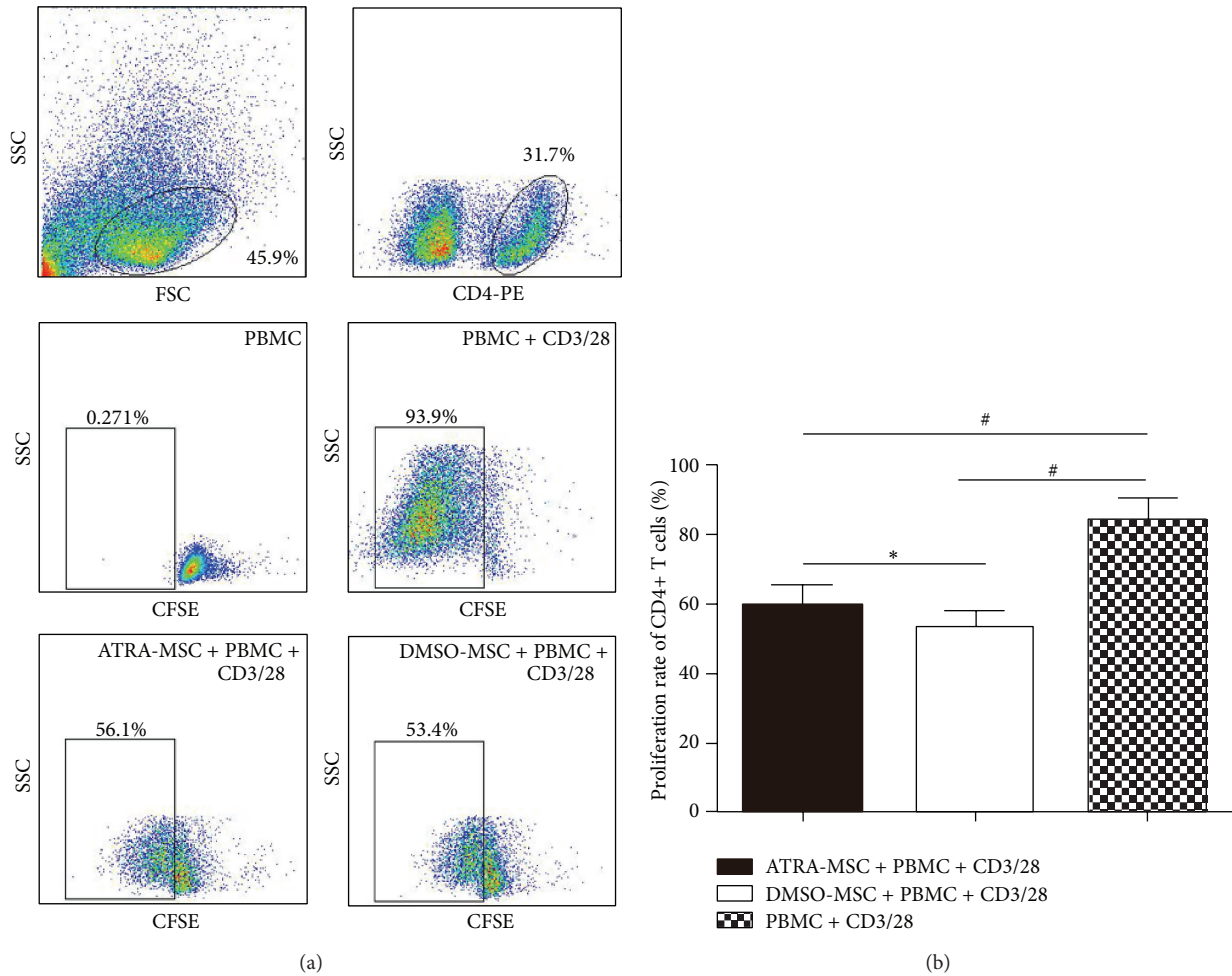 SSC
45.9%
FSC
SSC
31.7%
CD4-PE
PBMC
0.271%
SSC
CFSE
PBMC + CD3/28
93.9%
SSC
CFSE
ATRA-MSC + PBMC +
CD3/28
56.1%
SSC
CFSE
DMSO-MSC + PBMC +
CD3/28
53.4%
SSC
CFSE
(a)
Proliferation rate of CD4+ T cells (%)
100
80
60
40
20
0
#
#
*
ATRA-MSC + PBMC + CD3/28
DMSO-MSC + PBMC + CD3/28
PBMC + CD3/28
(b)